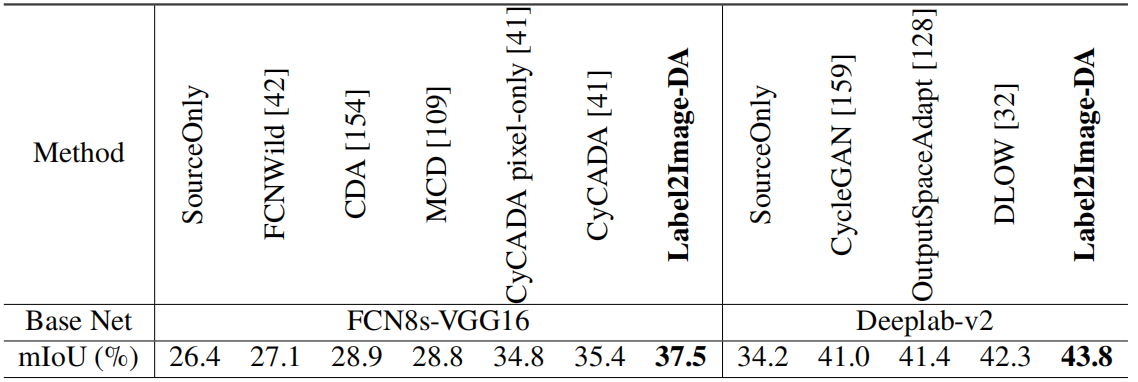 Method SourceOnly FCNWild [42] CDA [154] MCD [109] CyCADA pixel-only [41] CyCADA [41] Label2Image-DA SourceOnly CycleGAN [159] OutputSpaceAdapt [128] DLOW [32] Label2Image-DA
Base Net FCN8s-VGG16 Deeplab-v2
mIoU (%) 26.4 27.1 28.9 28.8 34.8 35.4 37.5 34.2 41.0 41.4 42.3 43.8